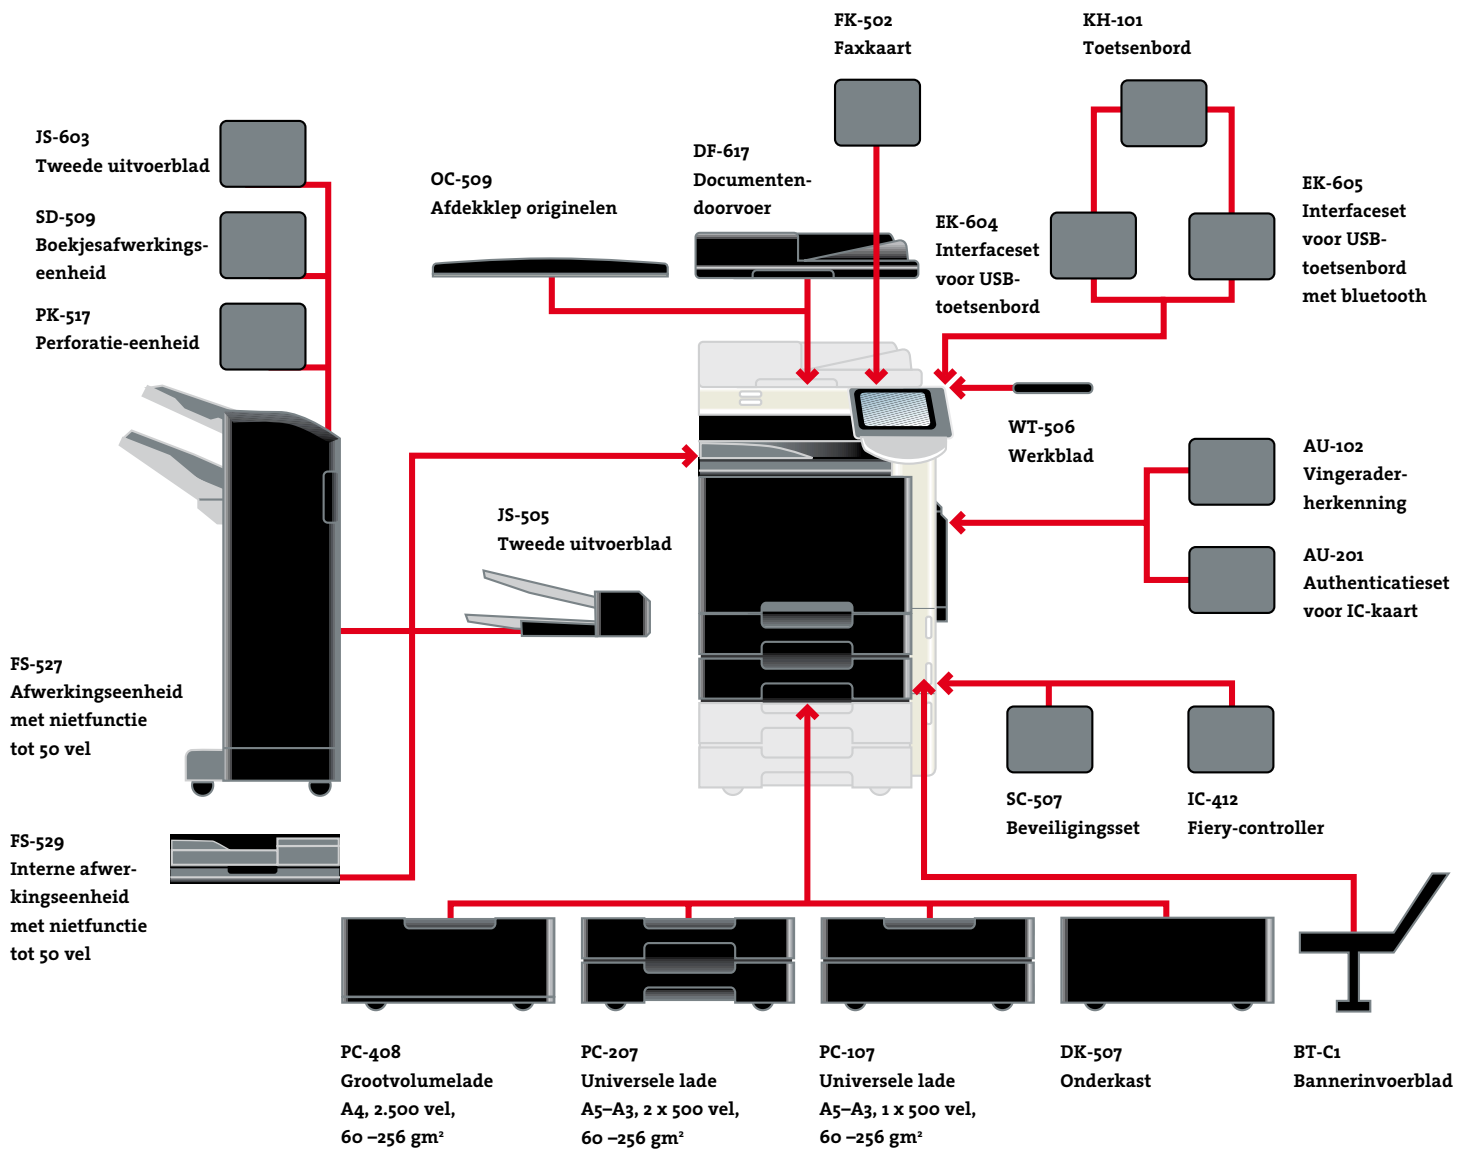 FK-502
Faxkaart
KH-101
Toetsenbord
JS-603
Tweede uitvoerblad
SD-509
Boekjesafwerkings-
eenheid
PK-517
Perforatie-eenheid
OC-509
Afdekklep originelen
DF-617
Documenten-
doorvoer
EK-604
Interfaceset
voor USB-
toetsenbord
EK-605
Interfaceset
voor USB-
toetsenbord
met bluetooth
WT-506
Werkblad
AU-102
Vingerader-
herkenning
JS-505
Tweede uitvoerblad
AU-201
Authenticatieset
voor IC-kaart
FS-527
Afwerkingseenheid
met nietfunctie
tot 50 vel
SC-507
Beveiligingsset
IC-412
Fiery-controller
FS-529
Interne afwer-
kingseenheid
met nietfunctie
tot 50 vel
PC-408
Grootvolumelade
A4, 2.500 vel,
60 –256 gm²
PC-207
Universele lade
A5–A3, 2 x 500 vel,
60 –256 gm²
PC-107
Universele lade
A5–A3, 1 x 500 vel,
60 –256 gm²
DK-507
Onderkast
BT-C1
Bannerinvoerblad